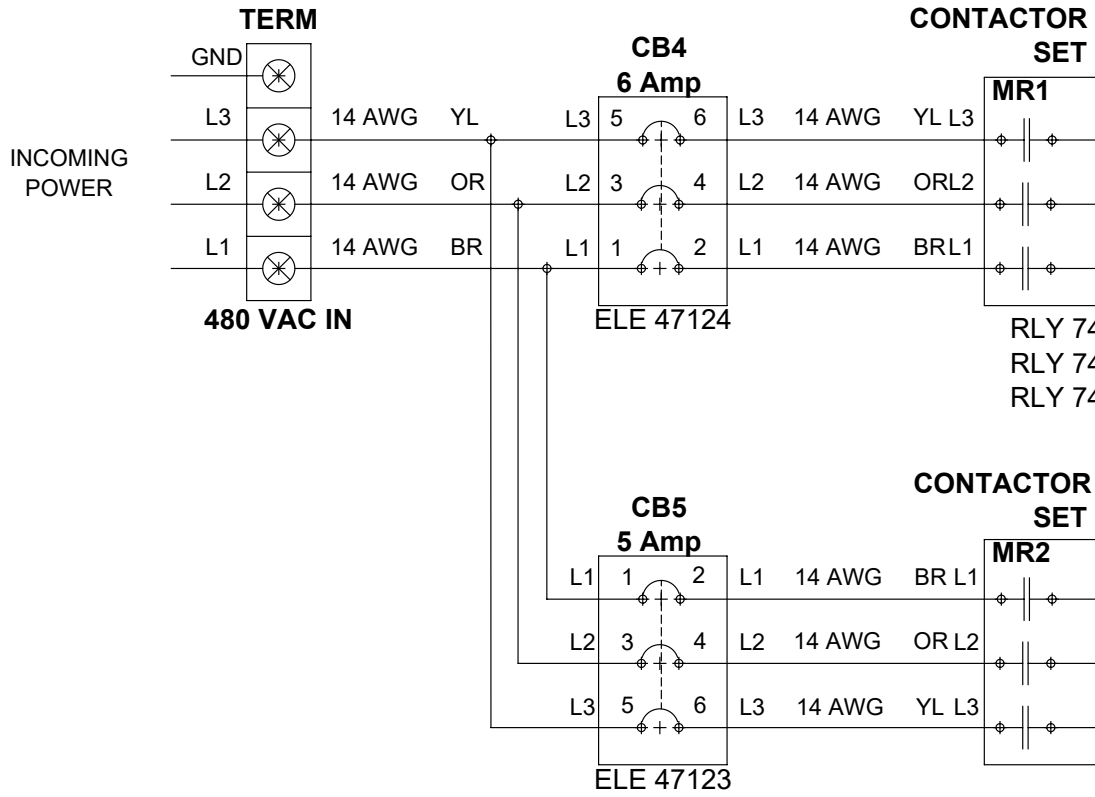 TERM
CONTACTOR
SET
CB4
6 Amp
GND
MR1
L3 14 AWG YL L3 5 6 L3 14 AWG YL L3
INCOMING
POWER
L2 14 AWG OR L2 3 4 L2 14 AWG ORL2
L1 14 AWG BR L1 1 2 L1 14 AWG BRL1
480 VAC IN
ELE 47124
RLY 74
RLY 74
RLY 74
CONTACTOR
SET
CB5
5 Amp
MR2
L1 1 2 L1 14 AWG BR L1
L2 3 4 L2 14 AWG OR L2
L3 5 6 L3 14 AWG YL L3
ELE 47123